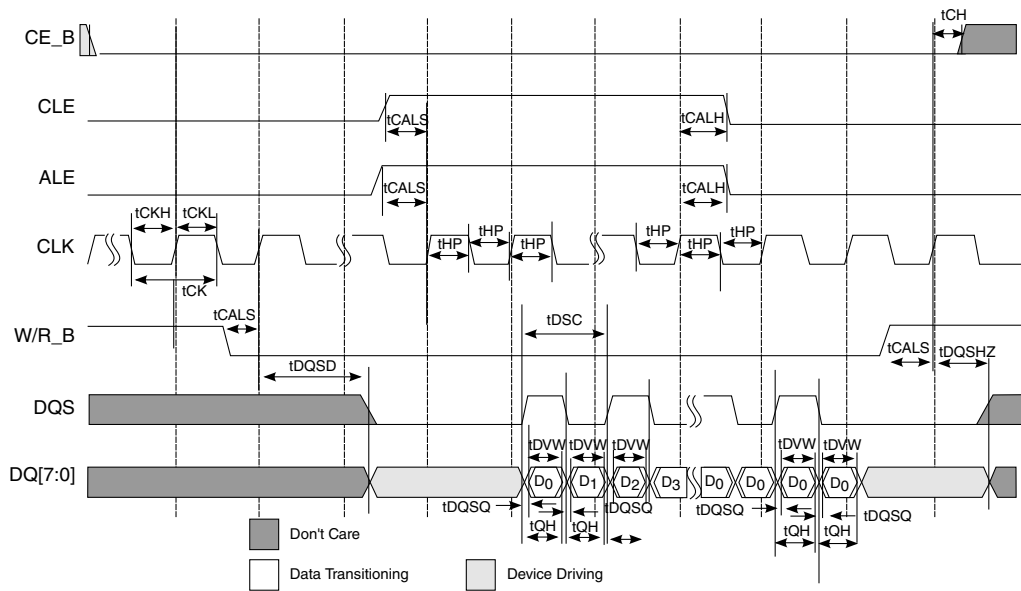 tCH
CE_B
CLE
tCALS
tCALH
ALE
tCALS
tCALH
tCKH
tCKL
CLK
tHP
tHP
tHP
tHP
tHP
tHP
tCK
tCALS
tDSC
W/R_B
tCALS
tDQSHZ
tDQSD
DQS
tDVW
tDVW
tDVW
tDVW
tDVW
DQ[7:0]
D0
D1
D2
D3
D0
D0
D0
D0
tDQSQ
tDQSQ
tDQSQ
tDQSQ
tQH
tQH
tQH
tQH
Don't Care
Data Transitioning
Device Driving